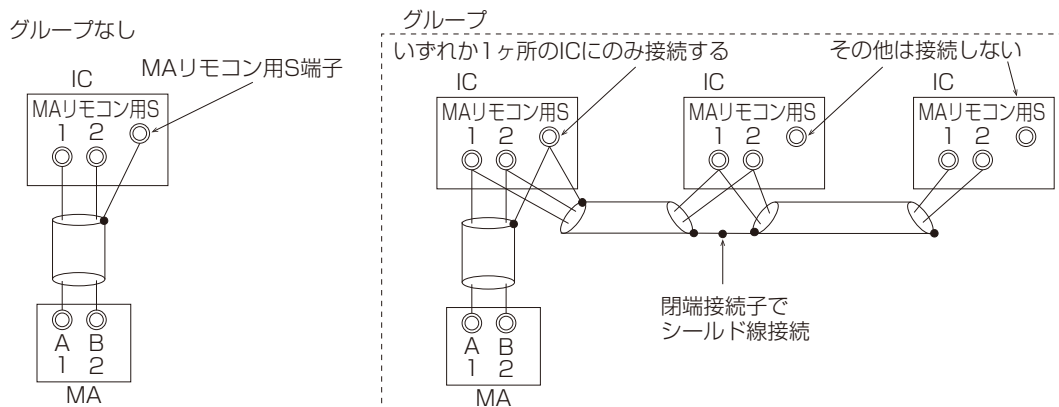 グループなし
IC
MAリモコン用S端子
MAリモコン用S
1 2
A B
1 2
MA
グループ
いずれか1ヶ所のICにのみ接続する
その他は接続しない
IC
MAリモコン用S
1 2
IC
MAリモコン用S
1 2
IC
MAリモコン用S
1 2
閉端接続子で
シールド線接続
A B
1 2
MA